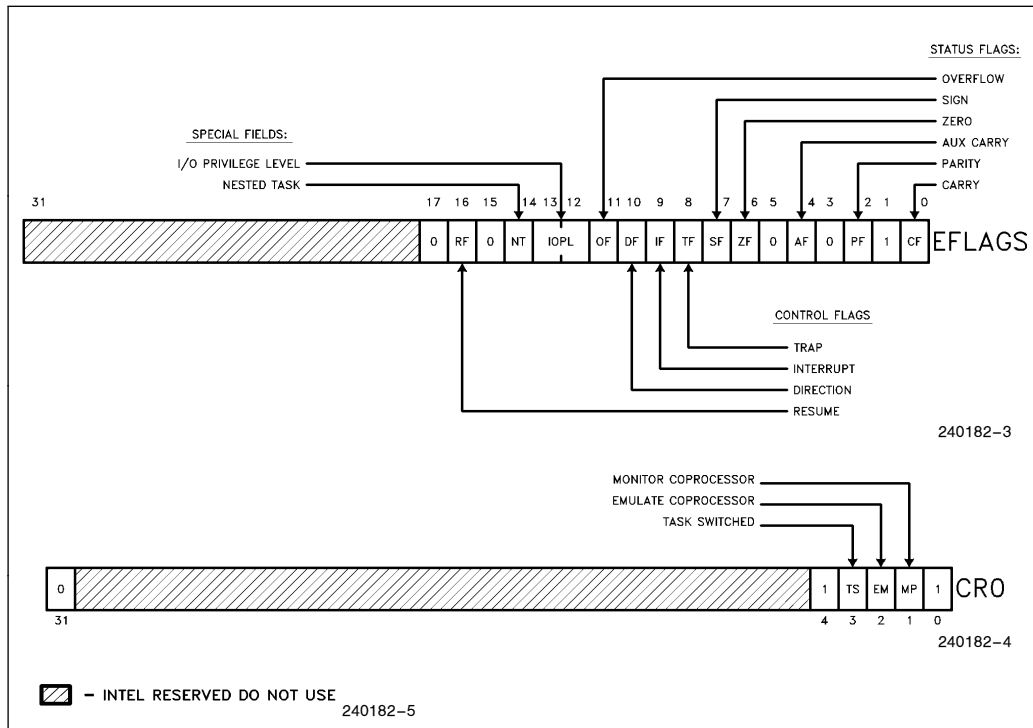 STATUS FLAGS:
OVERFLOW
SIGN
ZERO
AUX CARRY
PARITY
CARRY
SPECIAL FIELDS:
I/O PRIVILEGE LEVEL
NESTED TASK
31 17 16 15 14 13 12 11 10 9 8 7 6 5 4 3 2 1 0
0 RF 0 NT IOPL OF DF IF TF SF ZF 0 AF 0 PF 1 CF EFLAGS
CONTROL FLAGS
TRAP
INTERRUPT
DIRECTION
RESUME
240182-3
MONITOR COPROCESSOR
EMULATE COPROCESSOR
TASK SWITCHED
0 1 TS EM MP 1 CR0
31 4 3 2 1 0
240182-4
- INTEL RESERVED DO NOT USE
240182-5